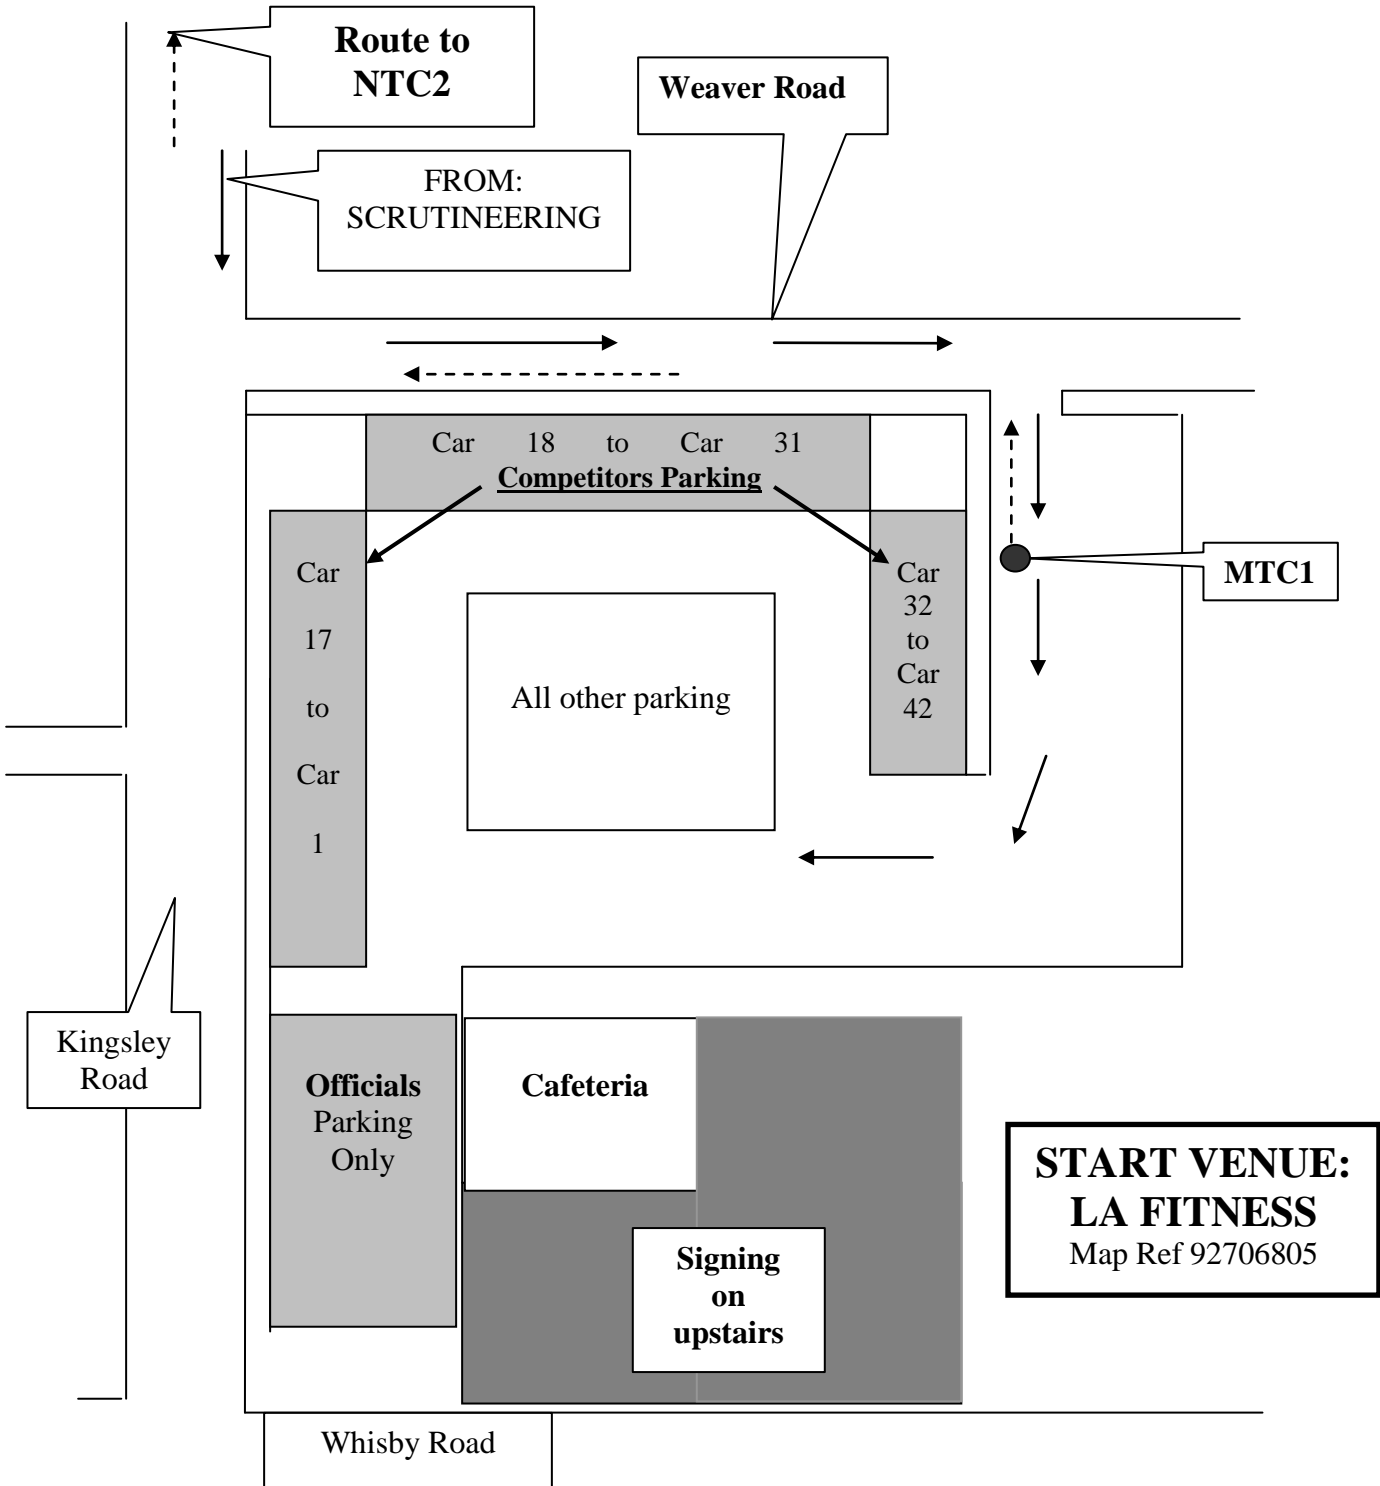 Route to
NTC2
Weaver Road
FROM:
SCRUTINEERING
Car 18 to Car 31
Competitors Parking
Car
17
to
Car
1
All other parking
Car
32
to
Car
42
MTC1
Kingsley
Road
Officials
Parking
Only
Cafeteria
Signing
on
upstairs
START VENUE:
LA FITNESS
Map Ref 92706805
Whisby Road